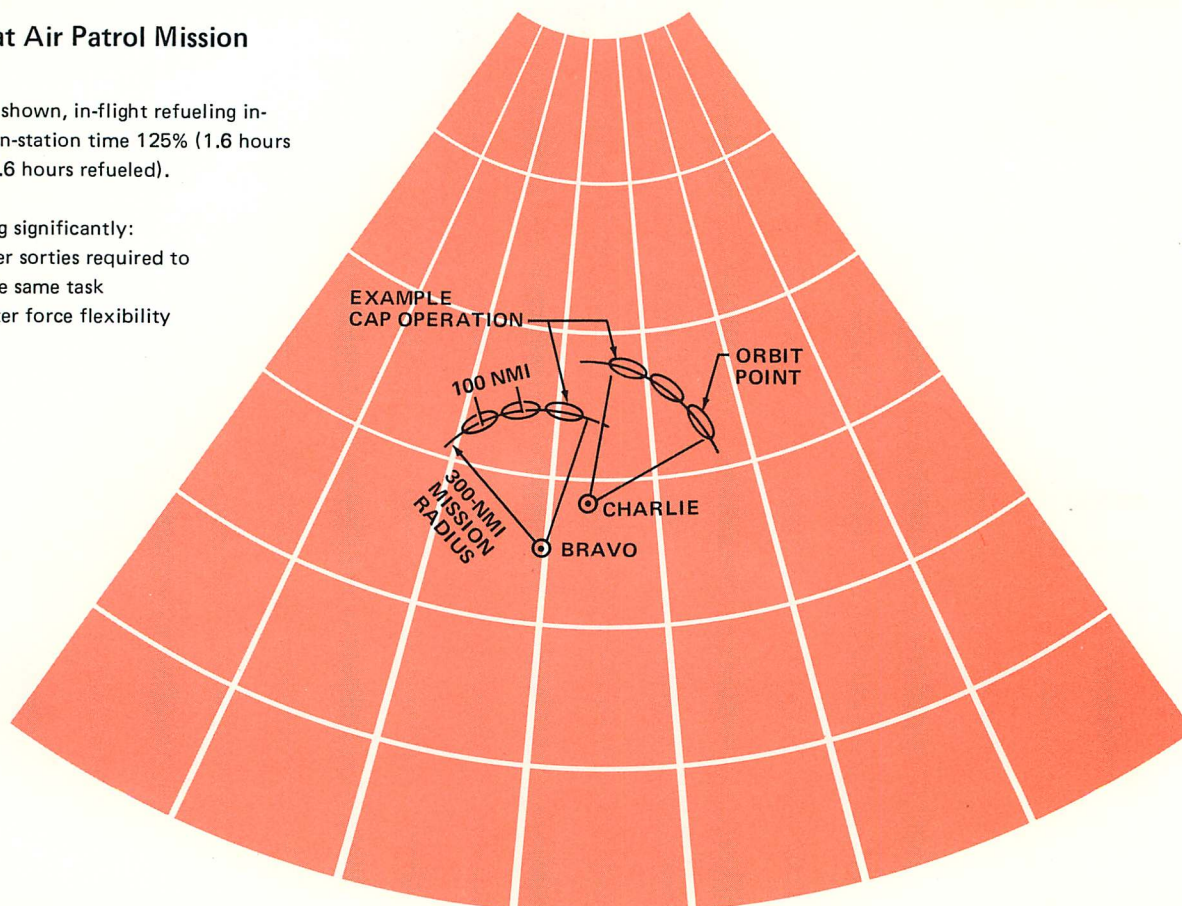 at Air Patrol Mission
shown, in-flight refueling in-
n-station time 125% (1.6 hours
.6 hours refueled).
g significantly:
er sorties required to
e same task
ter force flexibility
EXAMPLE
CAP OPERATION
ORBIT
POINT
100 NMI
300-NMI
MISSION
RADIUS
CHARLIE
BRAVO